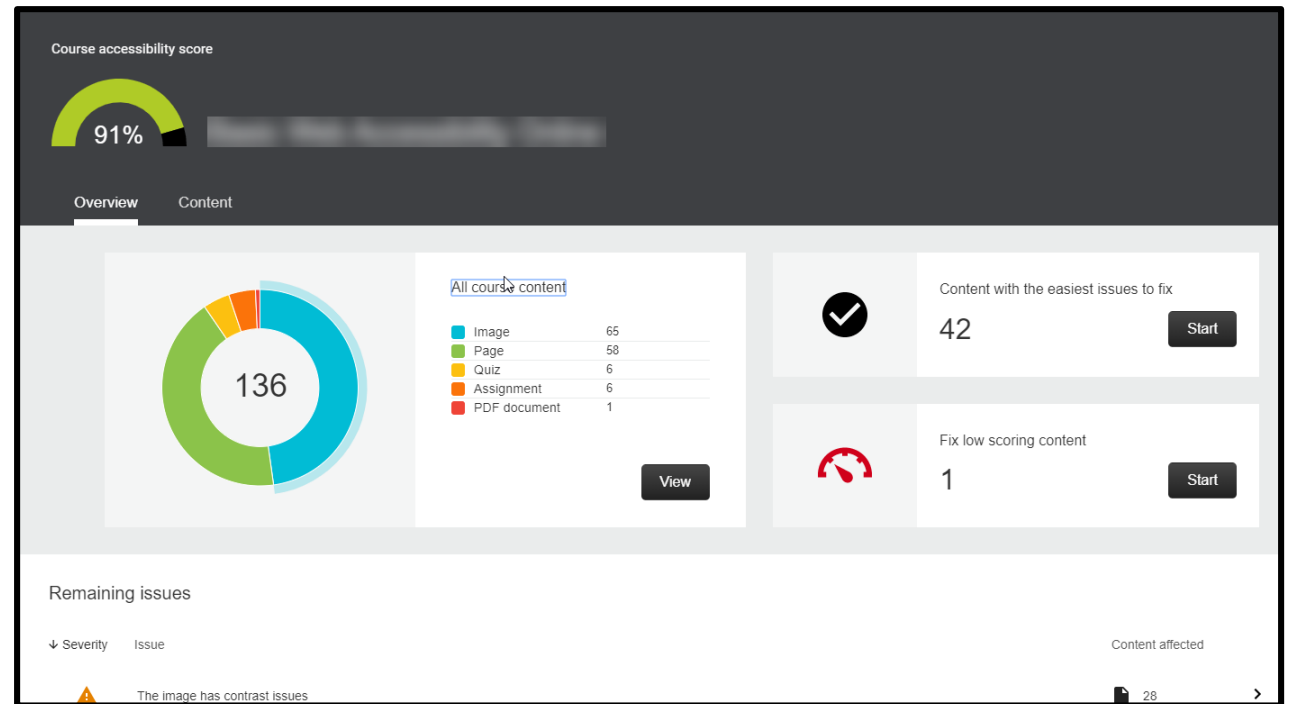 Course accessibility score
91%
Overview Content
136
All course content
Image 65
Page 58
Quiz 6
Assignment 6
PDF document 1
View
Content with the easiest issues to fix
42
Start
Fix low scoring content
1
Start
Remaining issues
Severity Issue Content affected
The image has contrast issues 28